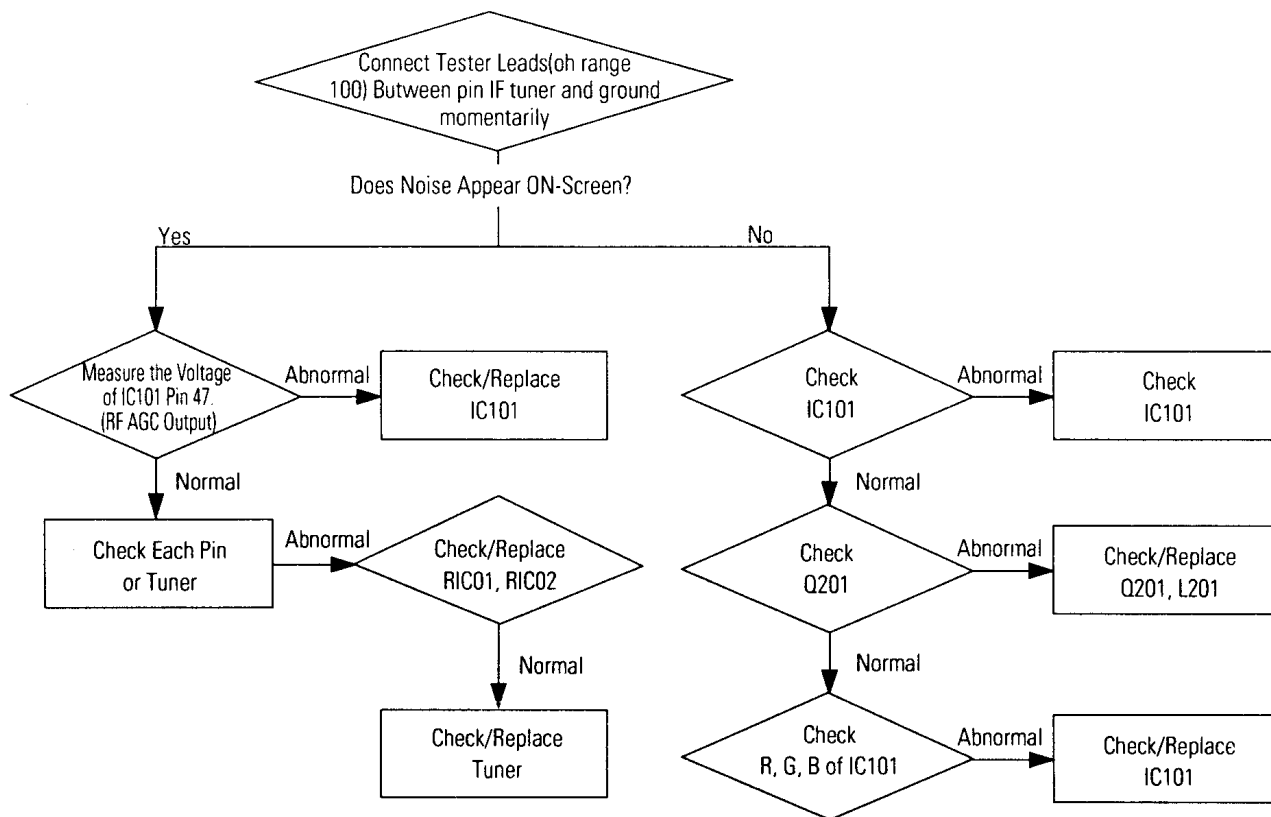 Connect Tester Leads(oh range
100) Butween pin IF tuner and ground
momentarily
Does Noise Appear ON-Screen?
Yes
No
Measure the Voltage
of IC101 Pin 47.
(RF AGC Output)
Abnormal
Check/Replace
IC101
Check
IC101
Abnormal
Check
IC101
Normal
Normal
Check Each Pin
or Tuner
Abnormal
Check/Replace
RIC01, RIC02
Check
Q201
Abnormal
Check/Replace
Q201, L201
Normal
Normal
Check/Replace
Tuner
Check
R, G, B of IC101
Abnormal
Check/Replace
IC101